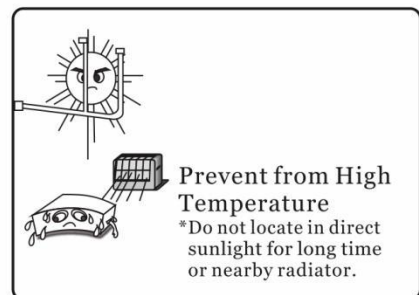 Prevent from High
Temperature
*Do not locate in direct
sunlight for long time
or nearby radiator.